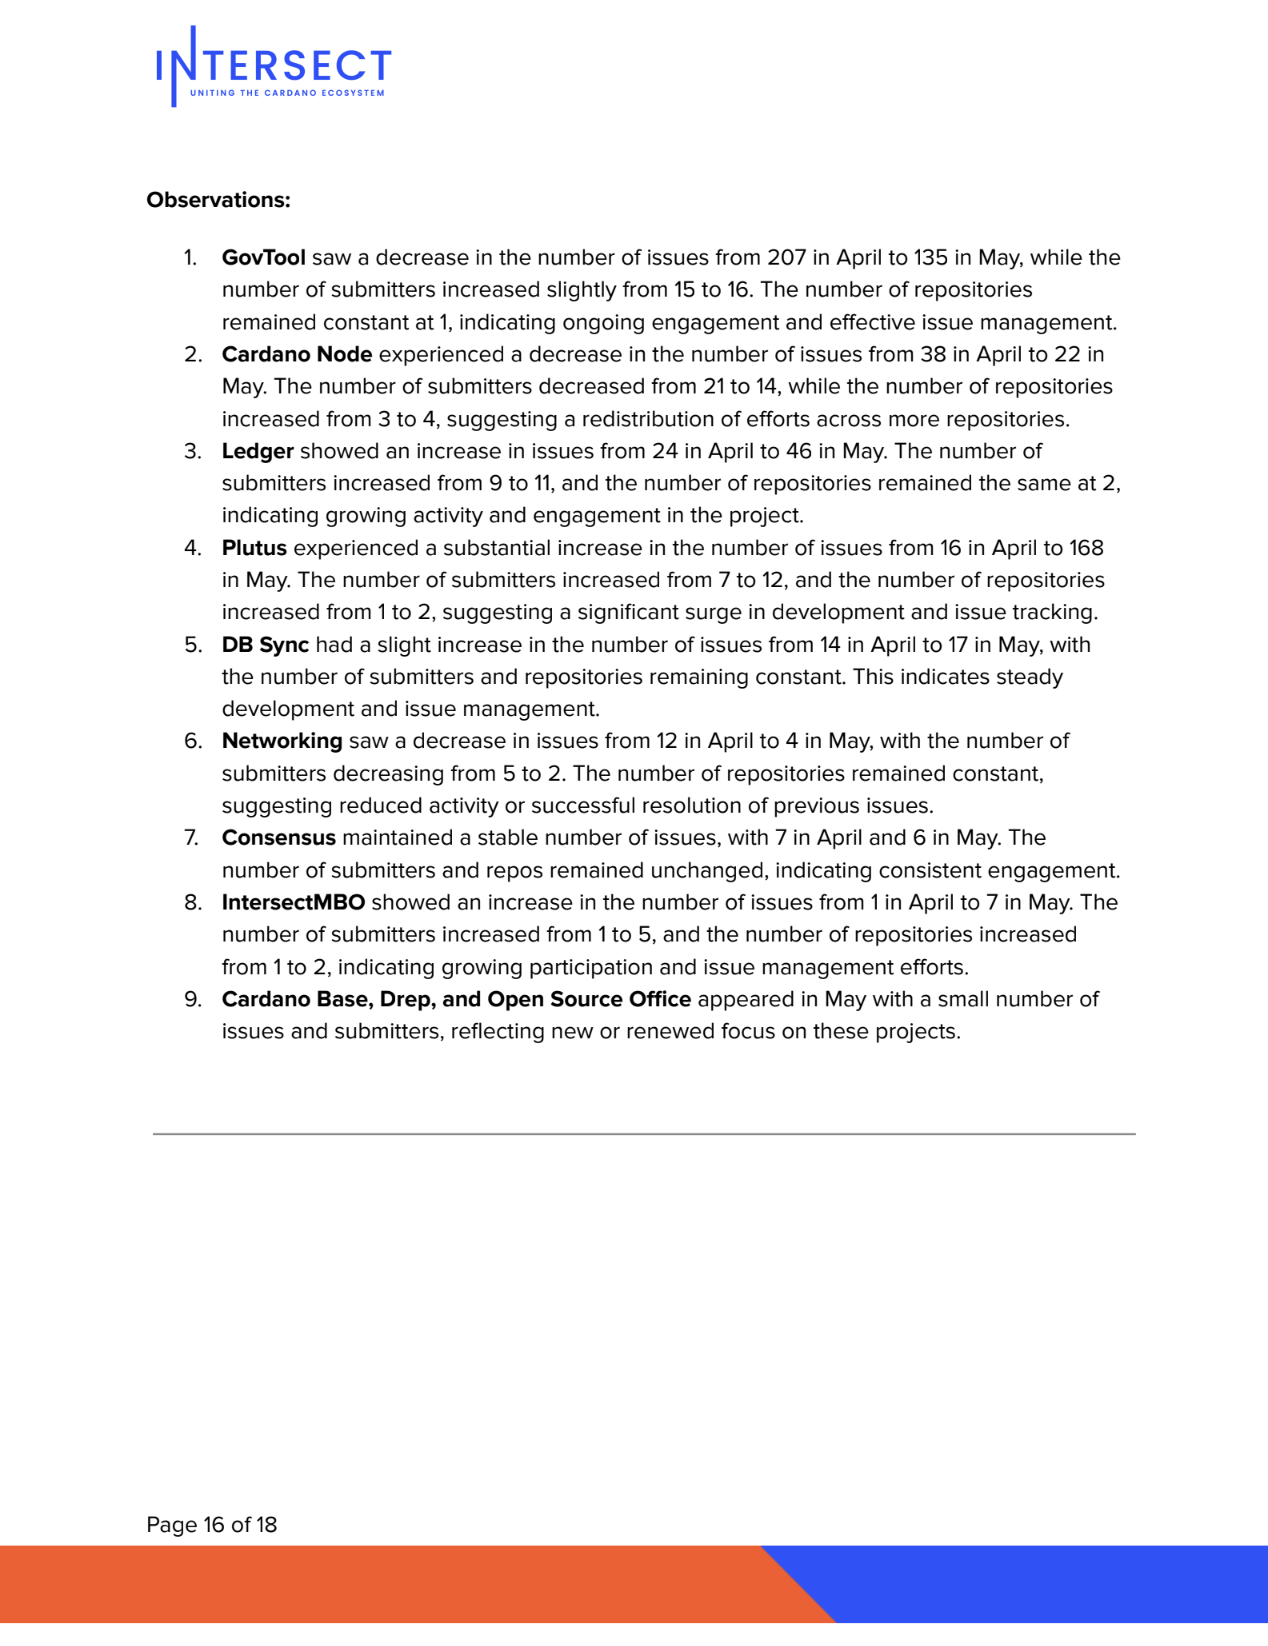 INTERSECT
UNITING THE CARDANO ECOSYSTEM
Observations:
1. GovTool saw a decrease in the number of issues from 207 in April to 135 in May, while the
number of submitters increased slightly from 15 to 16. The number of repositories
remained constant at 1, indicating ongoing engagement and effective issue management.
2. Cardano Node experienced a decrease in the number of issues from 38 in April to 22 in
May. The number of submitters decreased from 21 to 14, while the number of repositories
increased from 3 to 4, suggesting a redistribution of efforts across more repositories.
3. Ledger showed an increase in issues from 24 in April to 46 in May. The number of
submitters increased from 9 to 11, and the number of repositories remained the same at 2,
indicating growing activity and engagement in the project.
4. Plutus experienced a substantial increase in the number of issues from 16 in April to 168
in May. The number of submitters increased from 7 to 12, and the number of repositories
increased from 1 to 2, suggesting a significant surge in development and issue tracking.
5. DB Sync had a slight increase in the number of issues from 14 in April to 17 in May, with
the number of submitters and repositories remaining constant. This indicates steady
development and issue management.
6. Networking saw a decrease in issues from 12 in April to 4 in May, with the number of
submitters decreasing from 5 to 2. The number of repositories remained constant,
suggesting reduced activity or successful resolution of previous issues.
7. Consensus maintained a stable number of issues, with 7 in April and 6 in May. The
number of submitters and repos remained unchanged, indicating consistent engagement.
8. IntersectMBO showed an increase in the number of issues from 1 in April to 7 in May. The
number of submitters increased from 1 to 5, and the number of repositories increased
from 1 to 2, indicating growing participation and issue management efforts.
9. Cardano Base, Drep, and Open Source Office appeared in May with a small number of
issues and submitters, reflecting new or renewed focus on these projects.
Page 16 of 18